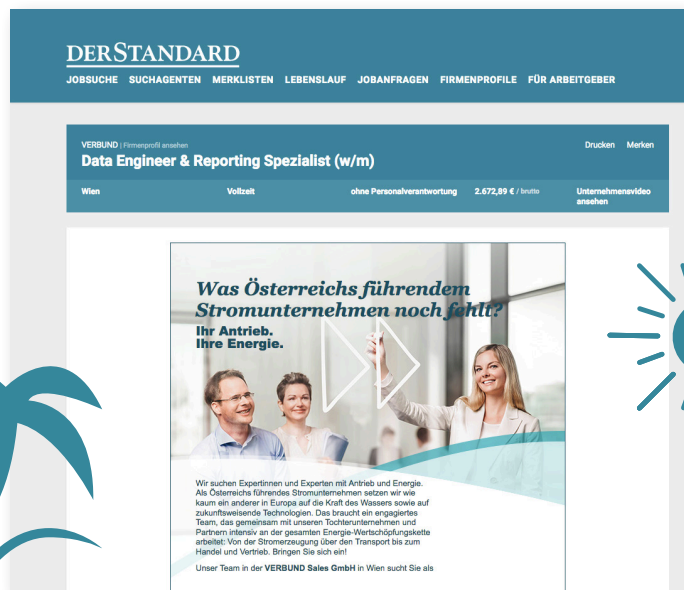 DERSTANDARD
JOBSUCHE SUCHAGENTEN MERKLISTEN LEBENSLAUF JOBANFRAGEN FIRMENPROFILE FÜR ARBEITGEBER
VERBUND | Firmenprofil ansehen
Drucken Merken
Data Engineer & Reporting Spezialist (w/m)
Wien Vollzeit ohne Personalverantwortung 2.672,89 € / brutto Unternehmensvideo
ansehen
Was Österreichs führendem
Stromunternehmen noch fehlt?
Ihr Antrieb.
Ihre Energie.
Wir suchen Expertinnen und Experten mit Antrieb und Energie.
Als Österreichs führendes Stromunternehmen setzen wir wie
kaum ein anderer in Europa auf die Kraft des Wassers sowie auf
zukunftsweisende Technologien. Das braucht ein engagiertes
Team, das gemeinsam mit unseren Tochterunternehmen und
Partnern intensiv an der gesamten Energie-Wertschöpfungskette
arbeitet: Von der Stromerzeugung über den Transport bis zum
Handel und Vertrieb. Bringen Sie sich ein!
Unser Team in der VERBUND Sales GmbH in Wien sucht Sie als